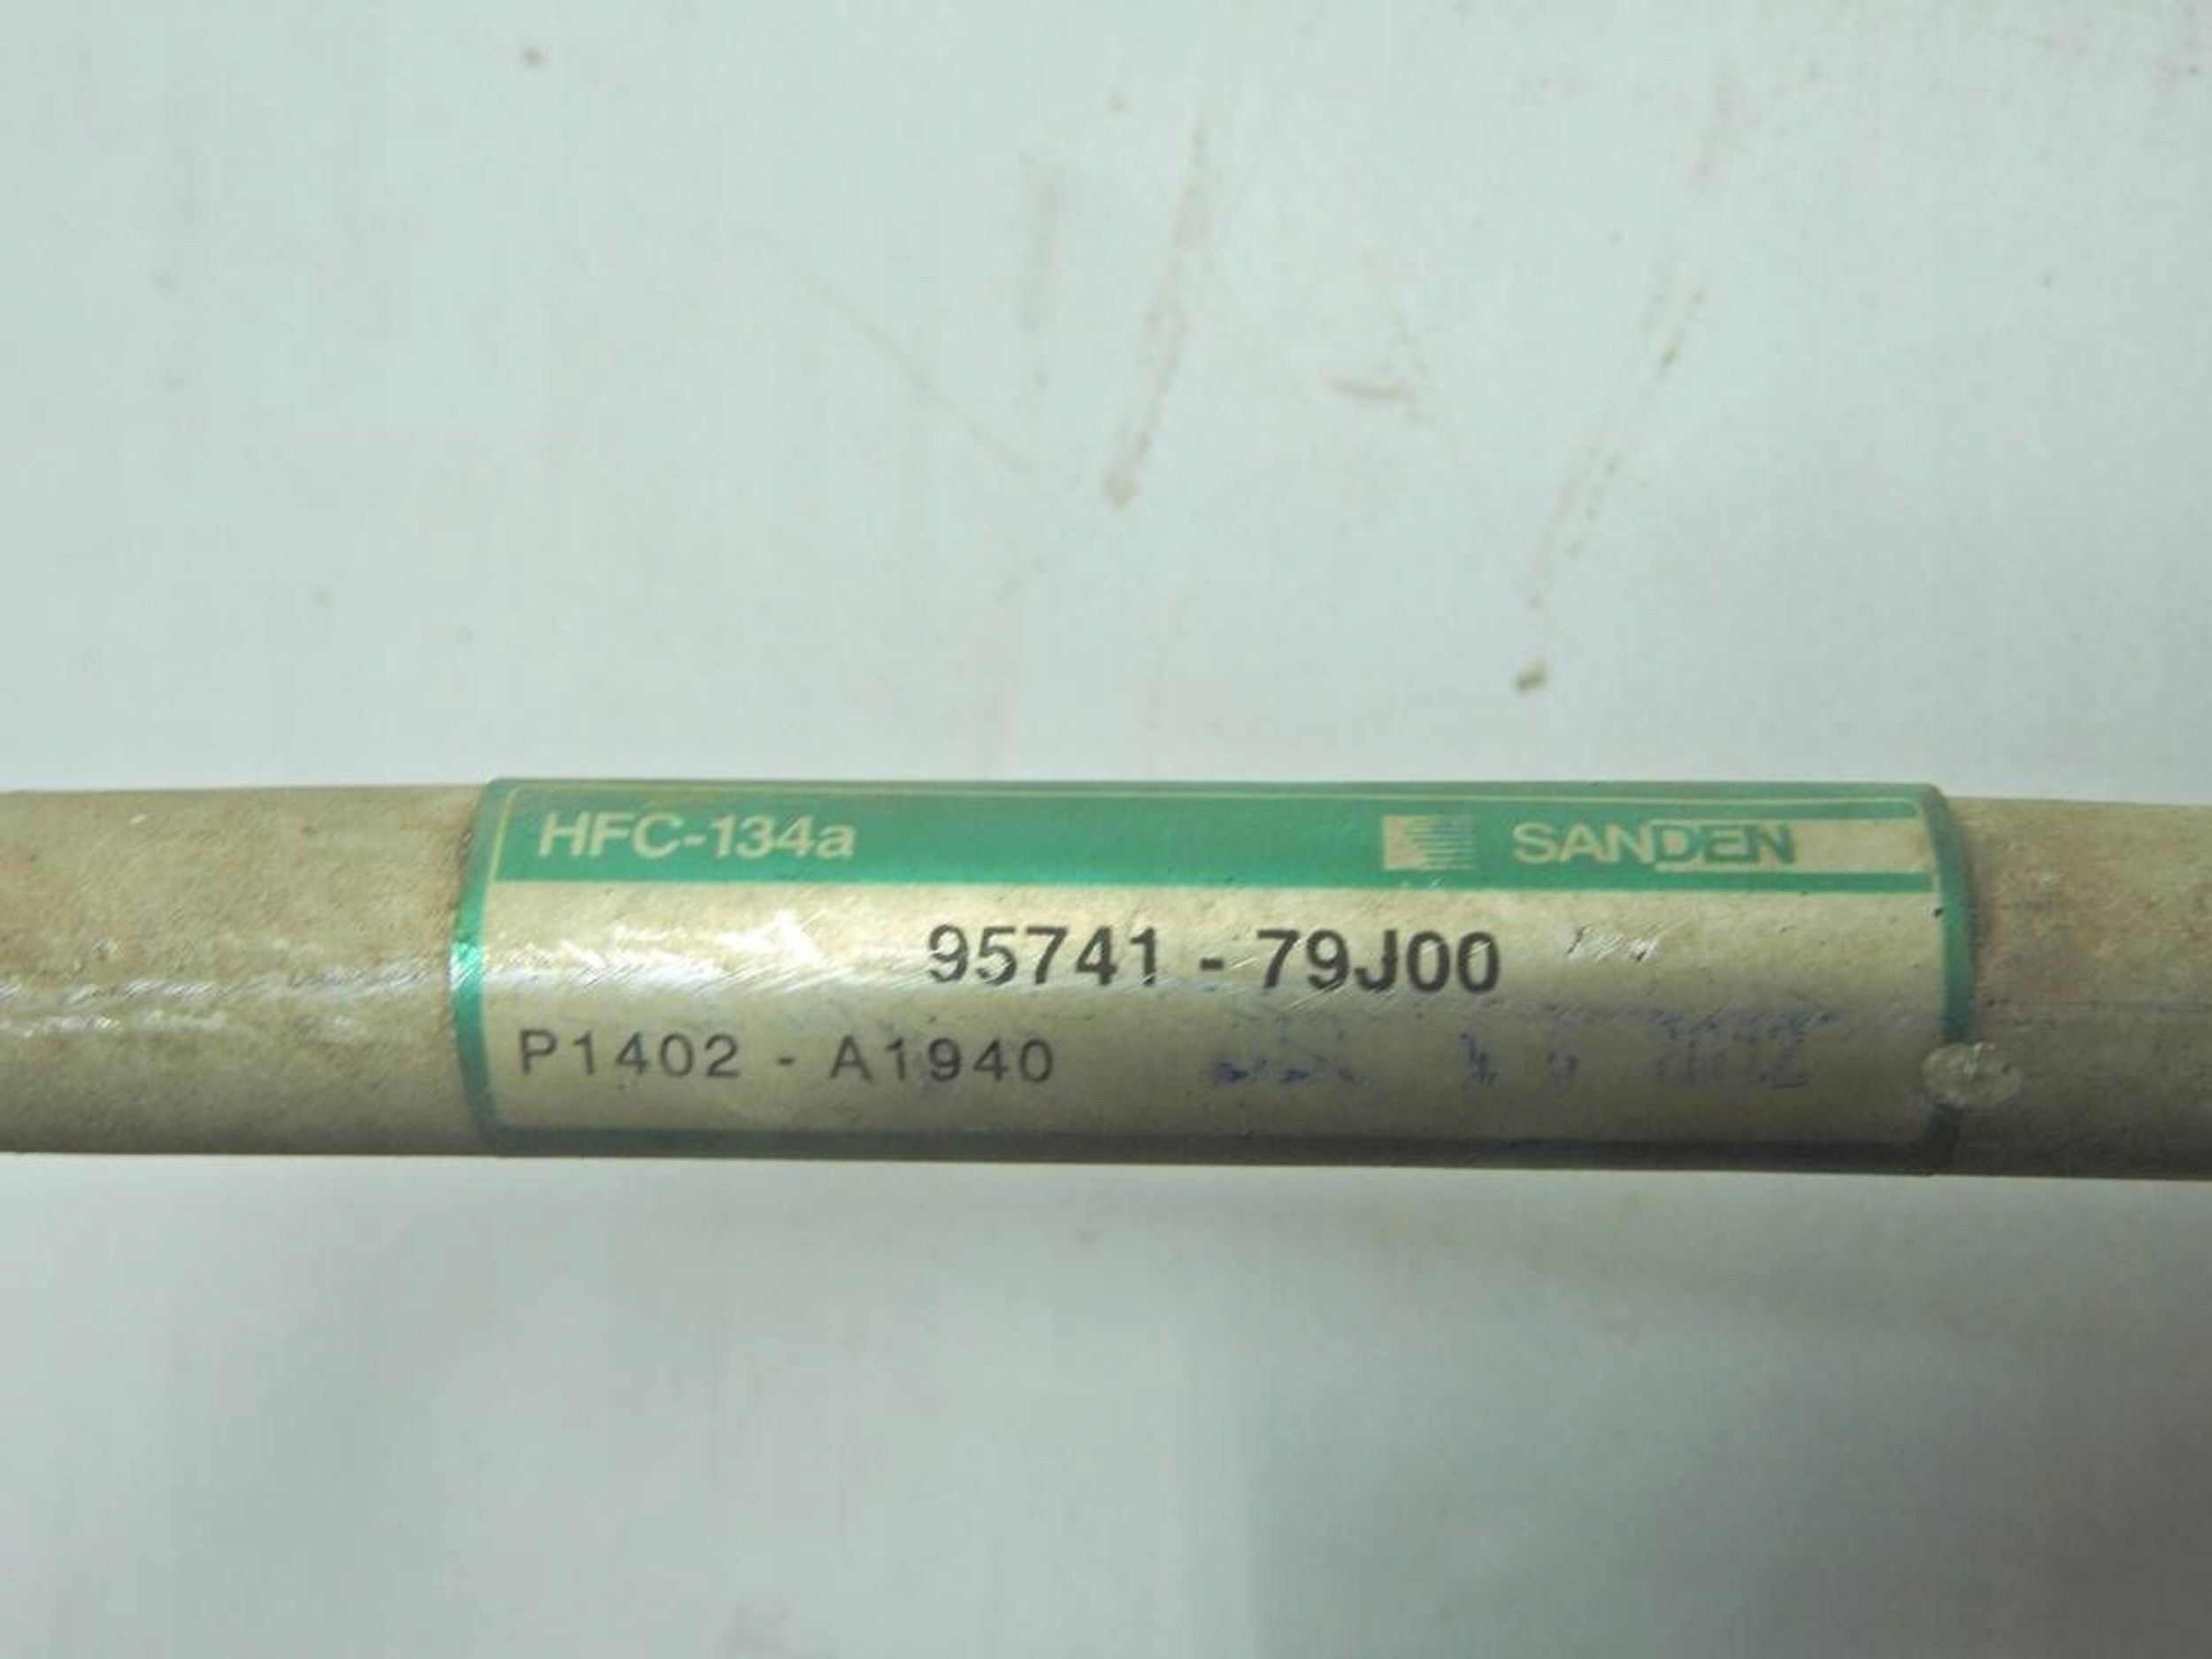 HFC-134a SANDEN
95741 - 79J00
P1402 - A1940